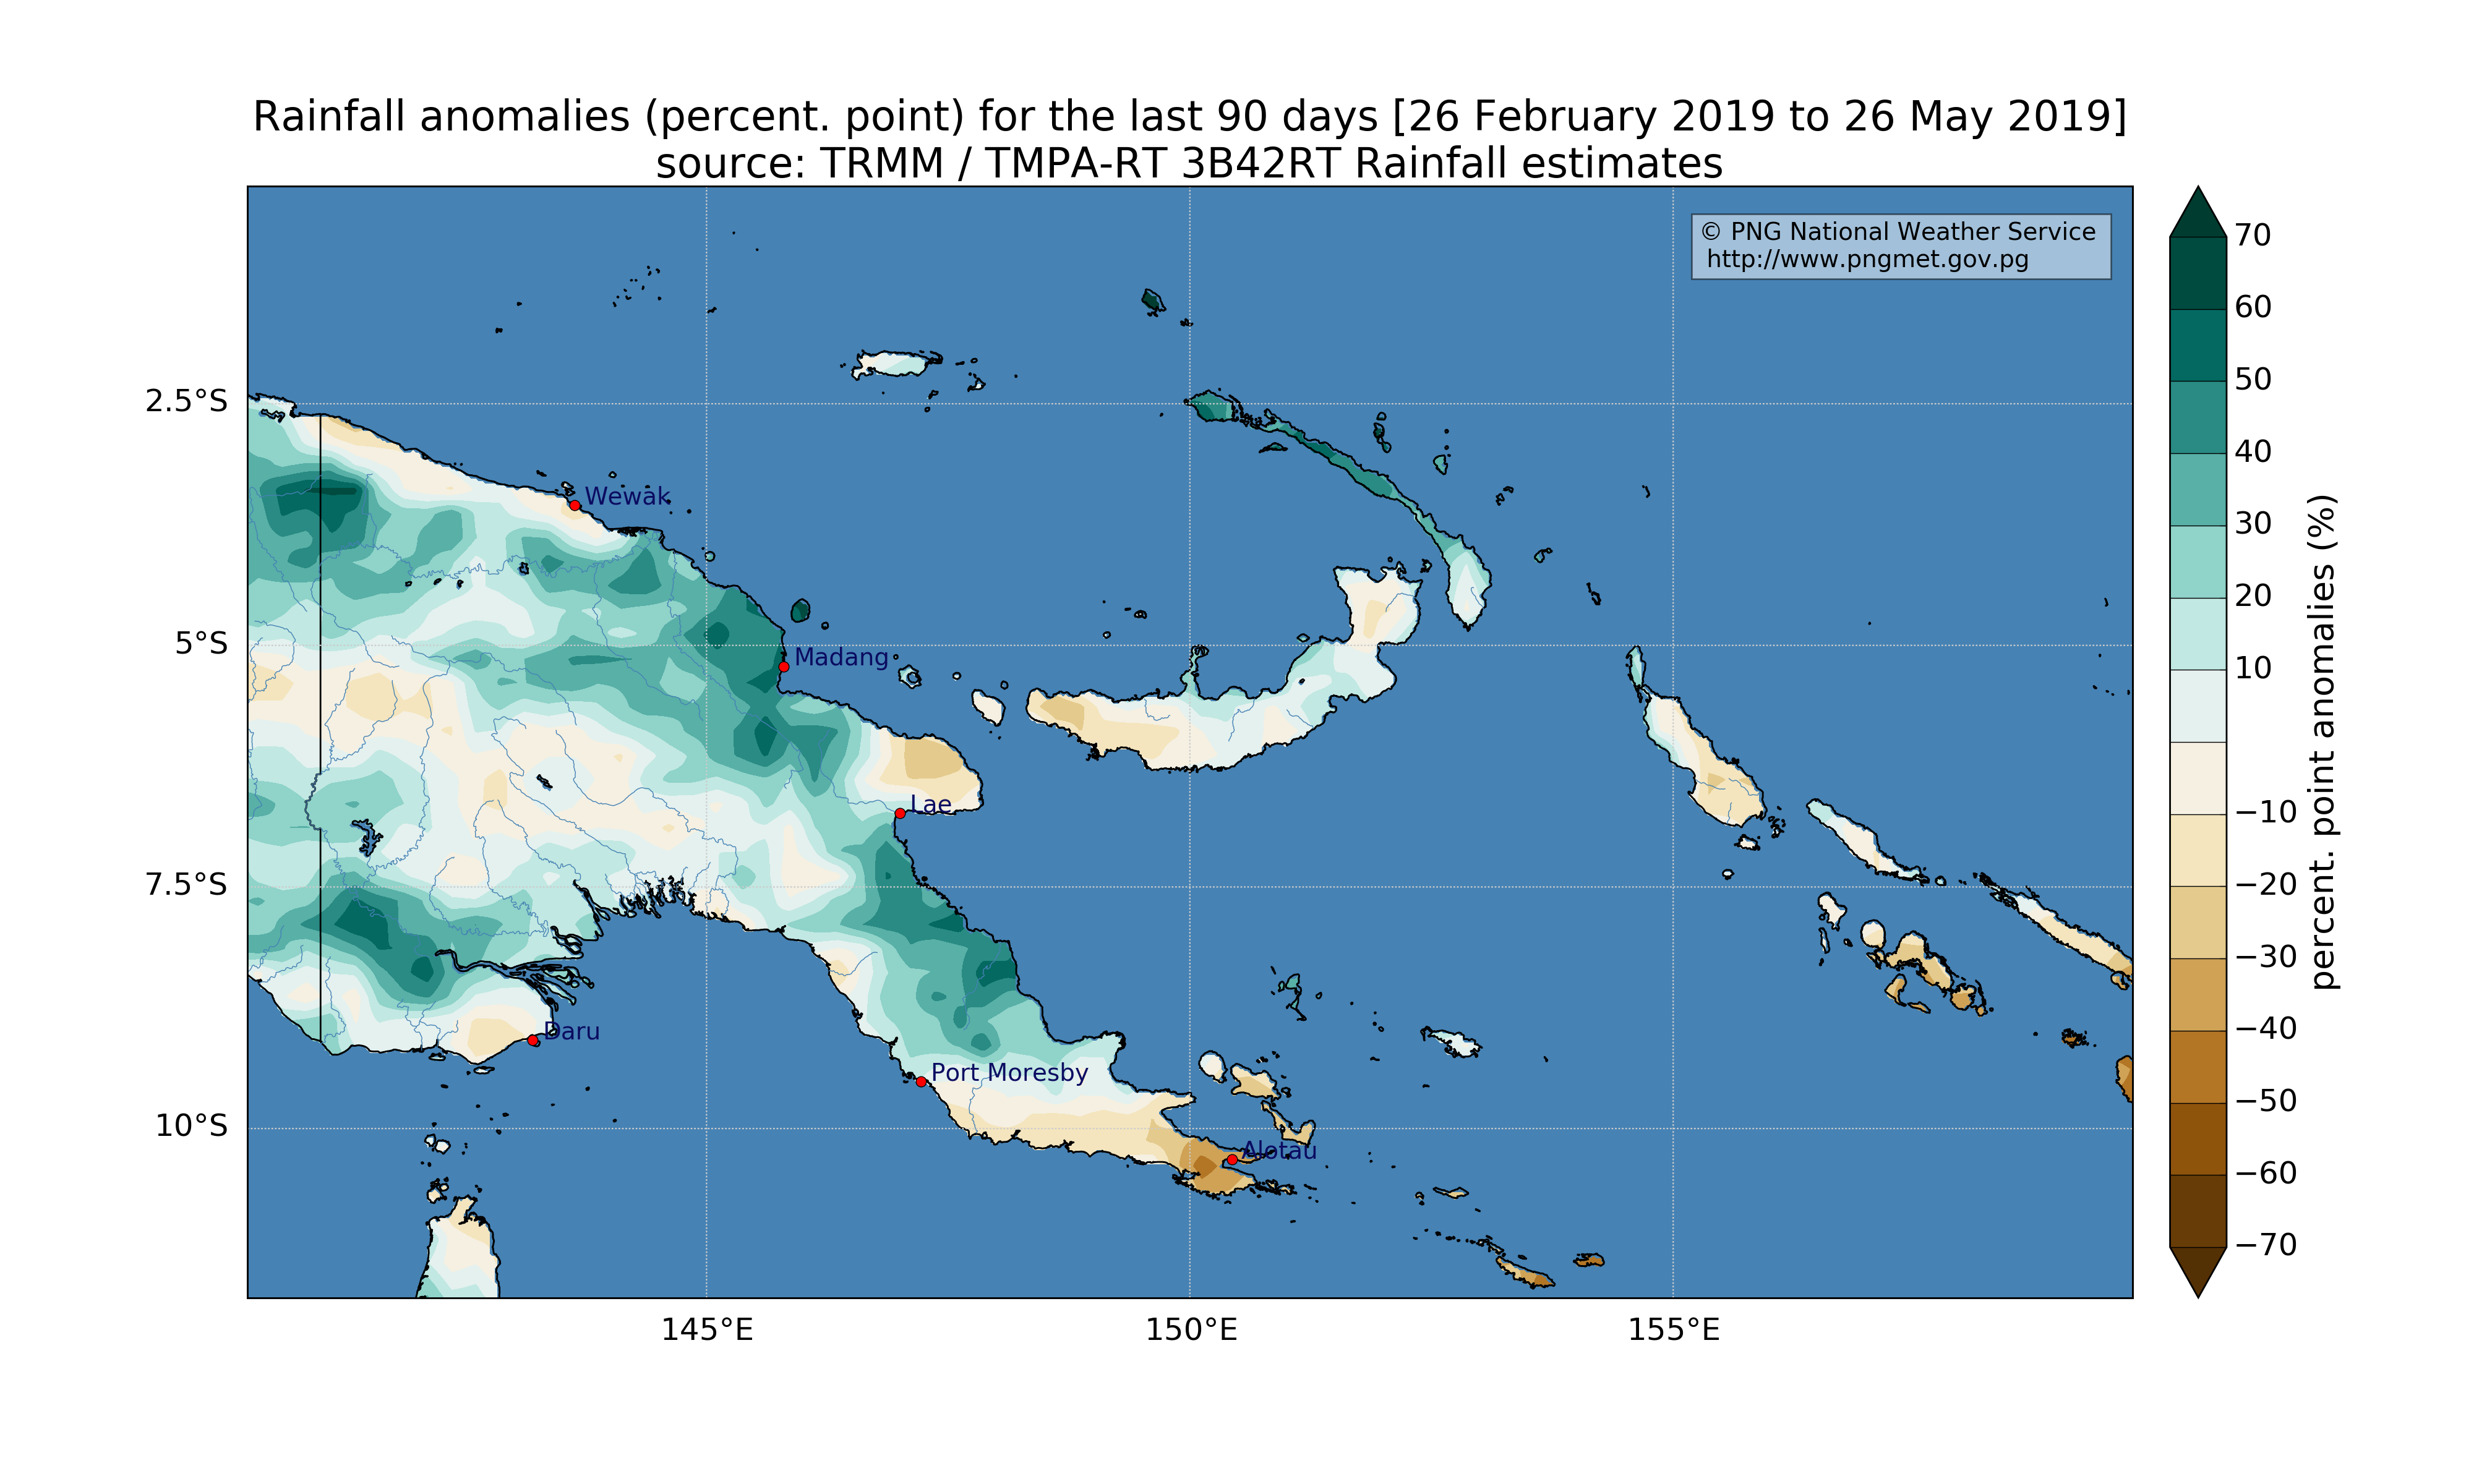 Rainfall anomalies (percent. point) for the last 90 days [26 February 2019 to 26 May 2019]
source: TRMM / TMPA-RT 3B42RT Rainfall estimates
© PNG National Weather Service
http://www.pngmet.gov.pg
2.5°S
5°S
7.5°S
10°S
Wewak
Madang
Lae
Daru
Port Moresby
Alotau
145°E
150°E
155°E
70
60
50
40
30
20
10
−10
−20
−30
−40
−50
−60
−70
percent. point anomalies (%)